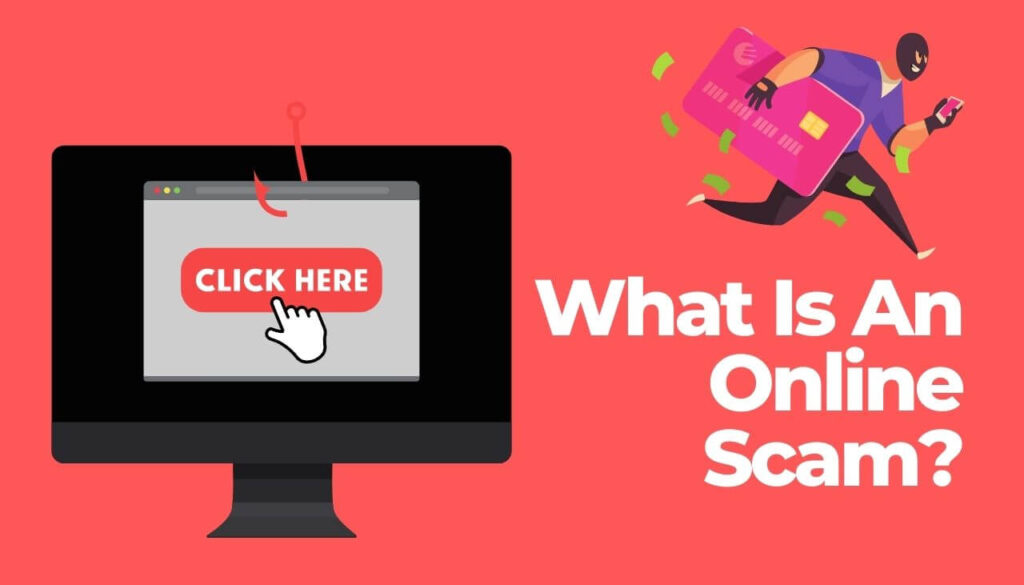 CLICK HERE
What Is An
Online
Scam?